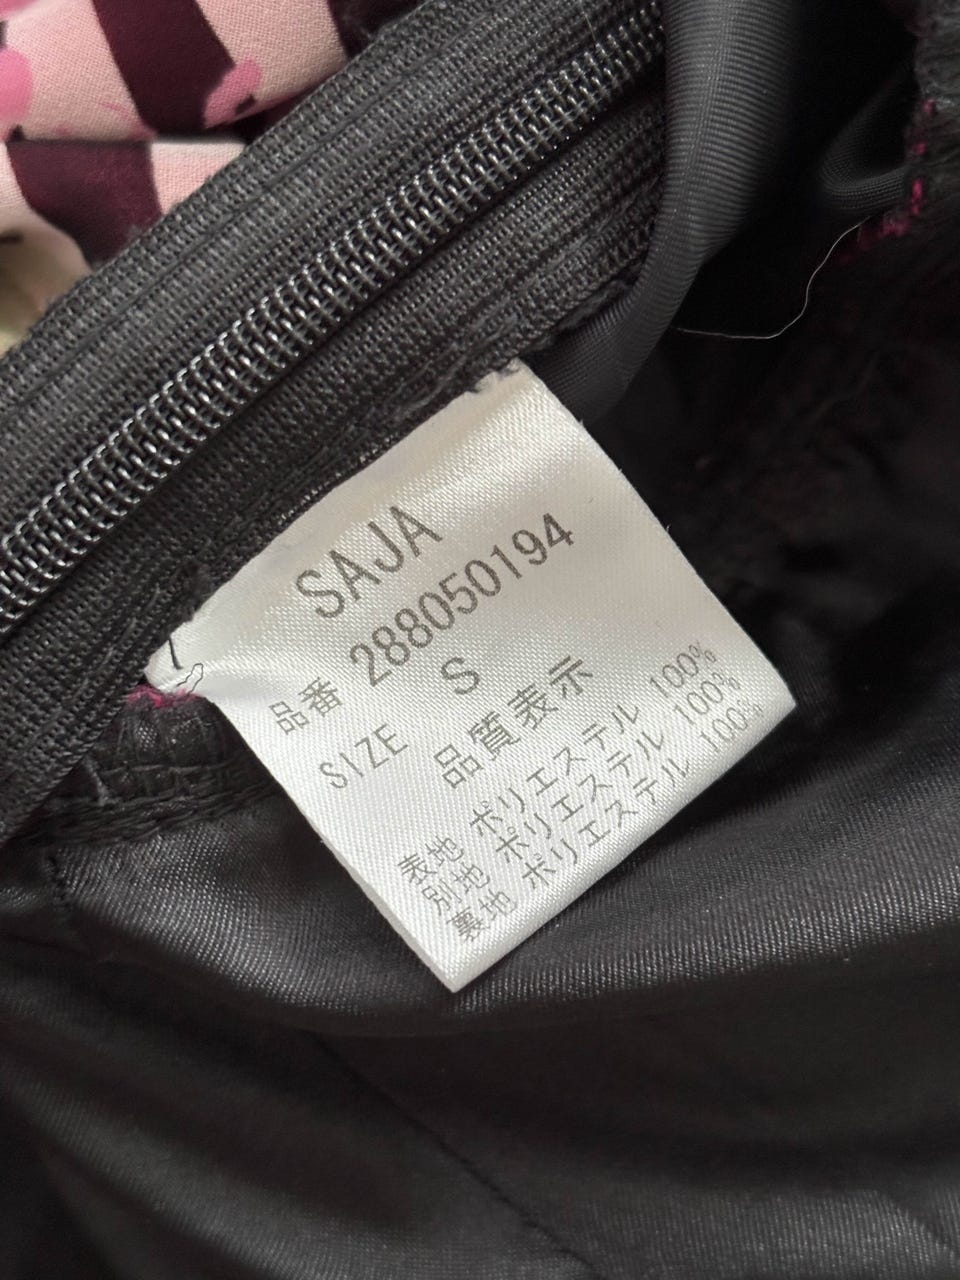 SAJA
品番 288050194
SIZE S
品質表示
表地 ポリエステル 100%
別地 ポリエステル 100%
裏地 ポリエステル 100%